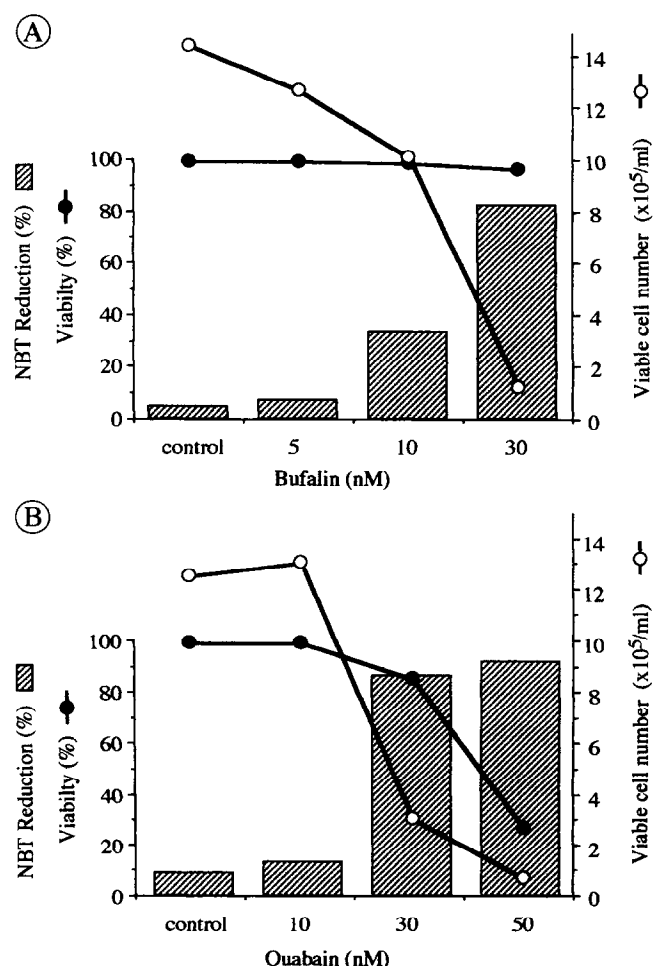 A
NBT Reduction (%)
Viabilty (%)
100
80
60
40
20
0
14
12
10
8
6
4
2
0
Viable cell number (x10⁵/ml)
control 5 10 30
Bufalin (nM)
B
NBT Reduction (%)
Viabilty (%)
100
80
60
40
20
0
14
12
10
8
6
4
2
0
Viable cell number (x10⁵/ml)
control 10 30 50
Ouabain (nM)